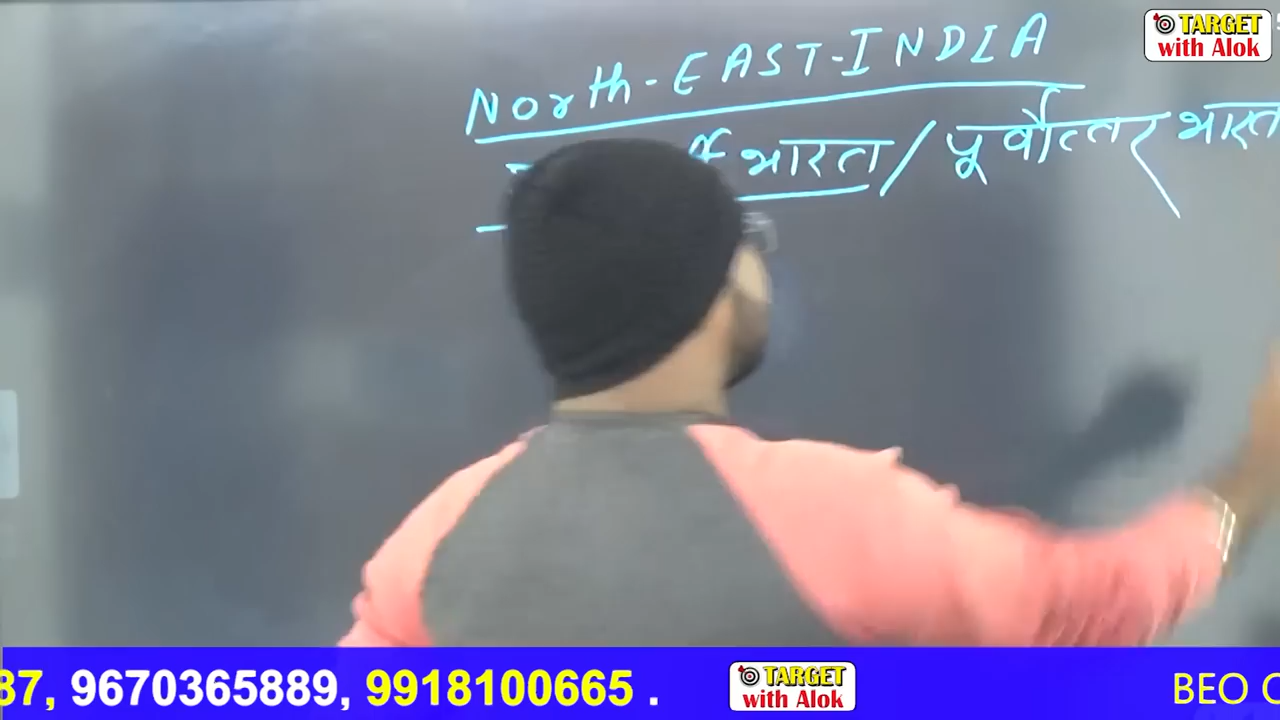 TARGET
with Alok
North-EAST-INDIA
भारत / पूर्वोत्तर भारत
87, 9670365889, 9918100665 .
TARGET
with Alok
BEO